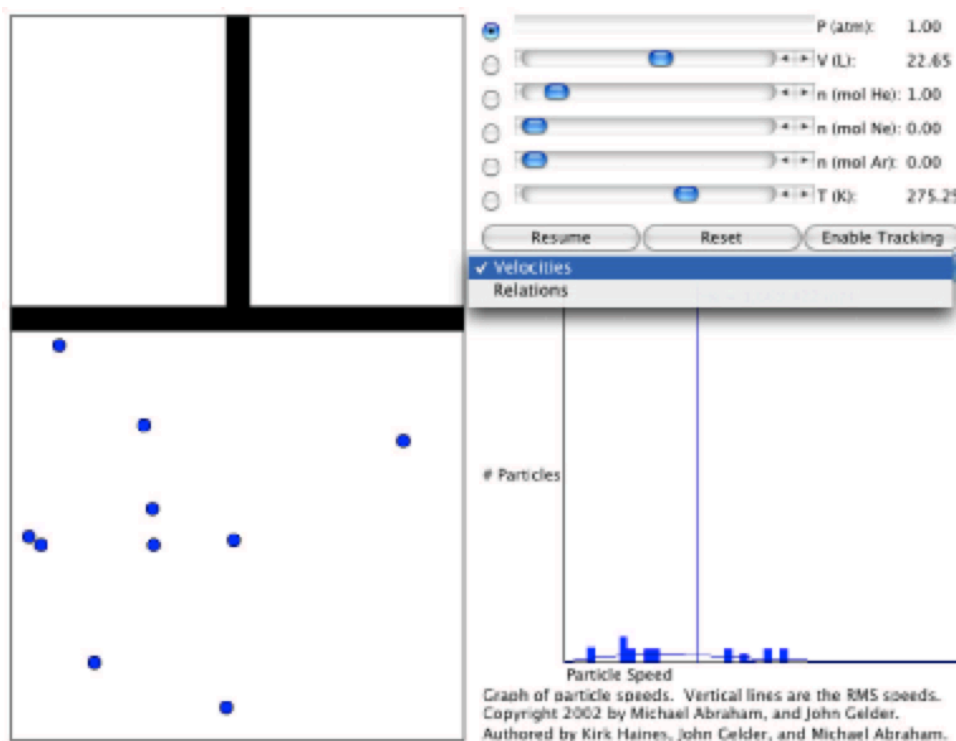 P (atm): 1.00
V (L): 22.65
n (mol He): 1.00
n (mol Ne): 0.00
n (mol Ar): 0.00
T (K): 275.25
Resume Reset Enable Tracking
✓ Velocities
Relations
# Particles
Particle Speed
Graph of particle speeds. Vertical lines are the RMS speeds.
Copyright 2002 by Michael Abraham, and John Gelder.
Authored by Kirk Haines, John Gelder, and Michael Abraham.